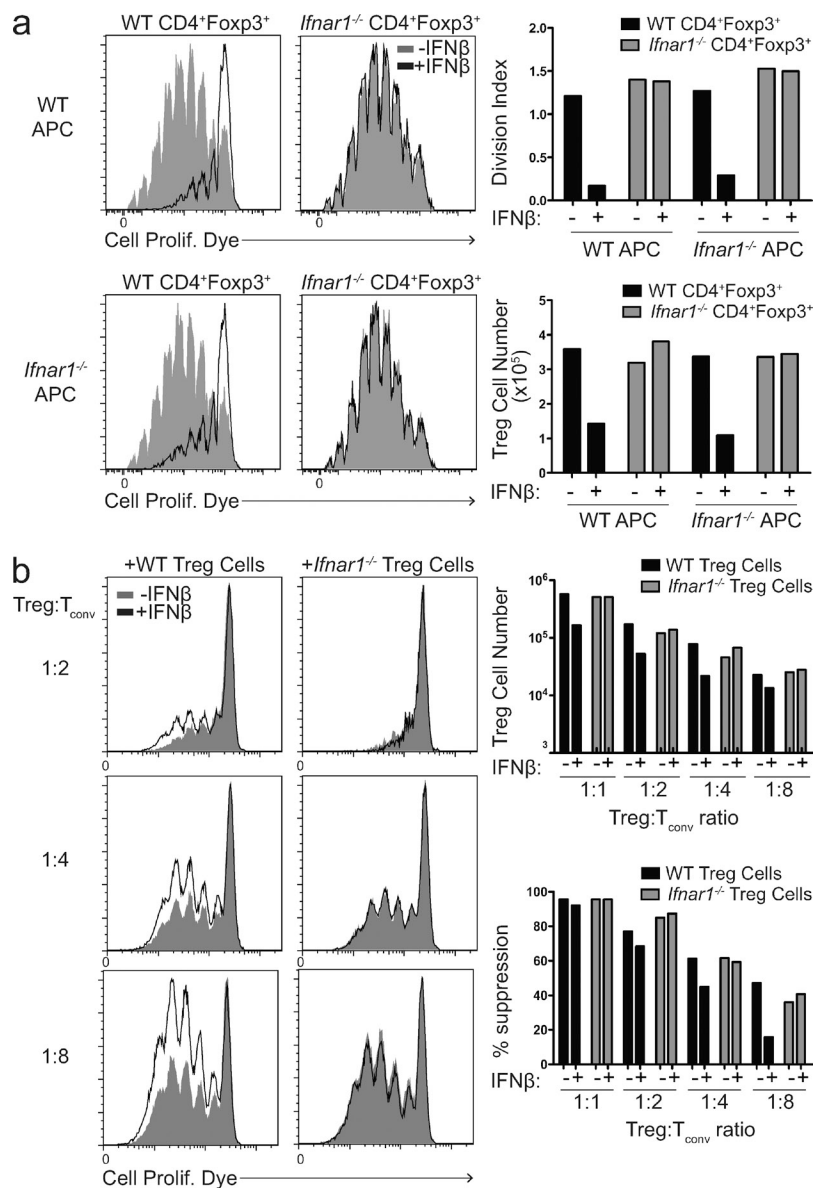 a
WT CD4⁺Foxp3⁺
Ifnar1⁻/⁻ CD4⁺Foxp3⁺
-IFNβ
+IFNβ
WT
APC
0
0
Cell Prolif. Dye
WT CD4⁺Foxp3⁺
Ifnar1⁻/⁻ CD4⁺Foxp3⁺
Division Index
2.0
1.5
1.0
0.5
0.0
IFNβ: - + - + - + - +
WT APC Ifnar1⁻/⁻ APC
WT CD4⁺Foxp3⁺
Ifnar1⁻/⁻ CD4⁺Foxp3⁺
Ifnar1⁻/⁻
APC
0
0
Cell Prolif. Dye
WT CD4⁺Foxp3⁺
Ifnar1⁻/⁻ CD4⁺Foxp3⁺
Treg Cell Number
(x10⁵)
5
4
3
2
1
0
IFNβ: - + - + - + - +
WT APC Ifnar1⁻/⁻ APC
b
+WT Treg Cells
+Ifnar1⁻/⁻ Treg Cells
Treg:Tconv
-IFNβ
+IFNβ
1:2
0
0
1:4
0
0
1:8
0
0
Cell Prolif. Dye
WT Treg Cells
Ifnar1⁻/⁻ Treg Cells
Treg Cell Number
10⁶
10⁵
10⁴
3
IFNβ: - + - + - + - + - + - + - + - +
1:1 1:2 1:4 1:8
Treg:Tconv ratio
WT Treg Cells
Ifnar1⁻/⁻ Treg Cells
% suppression
100
80
60
40
20
0
IFNβ: - + - + - + - + - + - + - + - +
1:1 1:2 1:4 1:8
Treg:Tconv ratio